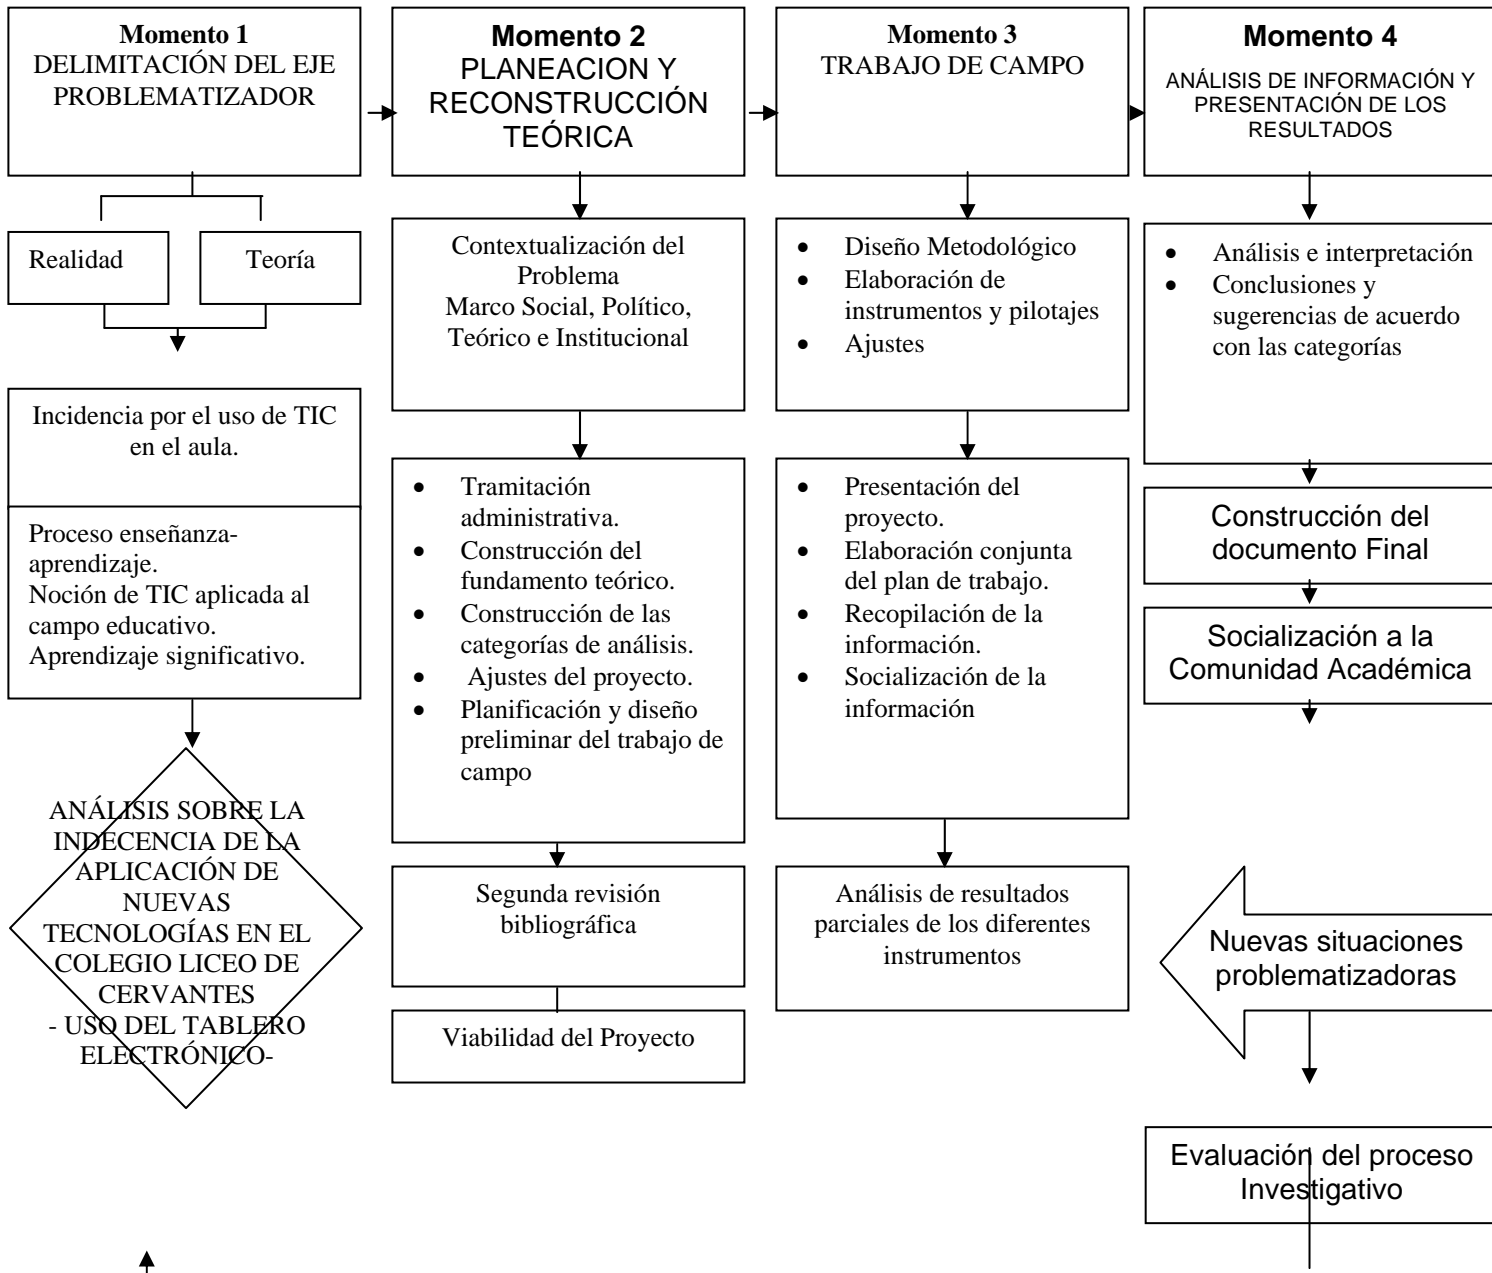 Momento 1
DELIMITACIÓN DEL EJE
PROBLEMATIZADOR
Realidad
Teoría
Incidencia por el uso de TIC
en el aula.
Proceso enseñanza-
aprendizaje.
Noción de TIC aplicada al
campo educativo.
Aprendizaje significativo.
ANÁLISIS SOBRE LA
INDECENCIA DE LA
APLICACIÓN DE
NUEVAS
TECNOLOGÍAS EN EL
COLEGIO LICEO DE
CERVANTES
- USO DEL TABLERO
ELECTRÓNICO-
Momento 2
PLANEACION Y
RECONSTRUCCIÓN
TEÓRICA
Contextualización del
Problema
Marco Social, Político,
Teórico e Institucional
• Tramitación
administrativa.
• Construcción del
fundamento teórico.
• Construcción de las
categorías de análisis.
• Ajustes del proyecto.
• Planificación y diseño
preliminar del trabajo de
campo
Segunda revisión
bibliográfica
Viabilidad del Proyecto
Momento 3
TRABAJO DE CAMPO
• Diseño Metodológico
• Elaboración de
instrumentos y pilotajes
• Ajustes
• Presentación del
proyecto.
• Elaboración conjunta
del plan de trabajo.
• Recopilación de la
información.
• Socialización de la
información
Análisis de resultados
parciales de los diferentes
instrumentos
Momento 4
ANÁLISIS DE INFORMACIÓN Y
PRESENTACIÓN DE LOS
RESULTADOS
• Análisis e interpretación
• Conclusiones y
sugerencias de acuerdo
con las categorías
Construcción del
documento Final
Socialización a la
Comunidad Académica
Nuevas situaciones
problematizadoras
Evaluación del proceso
Investigativo